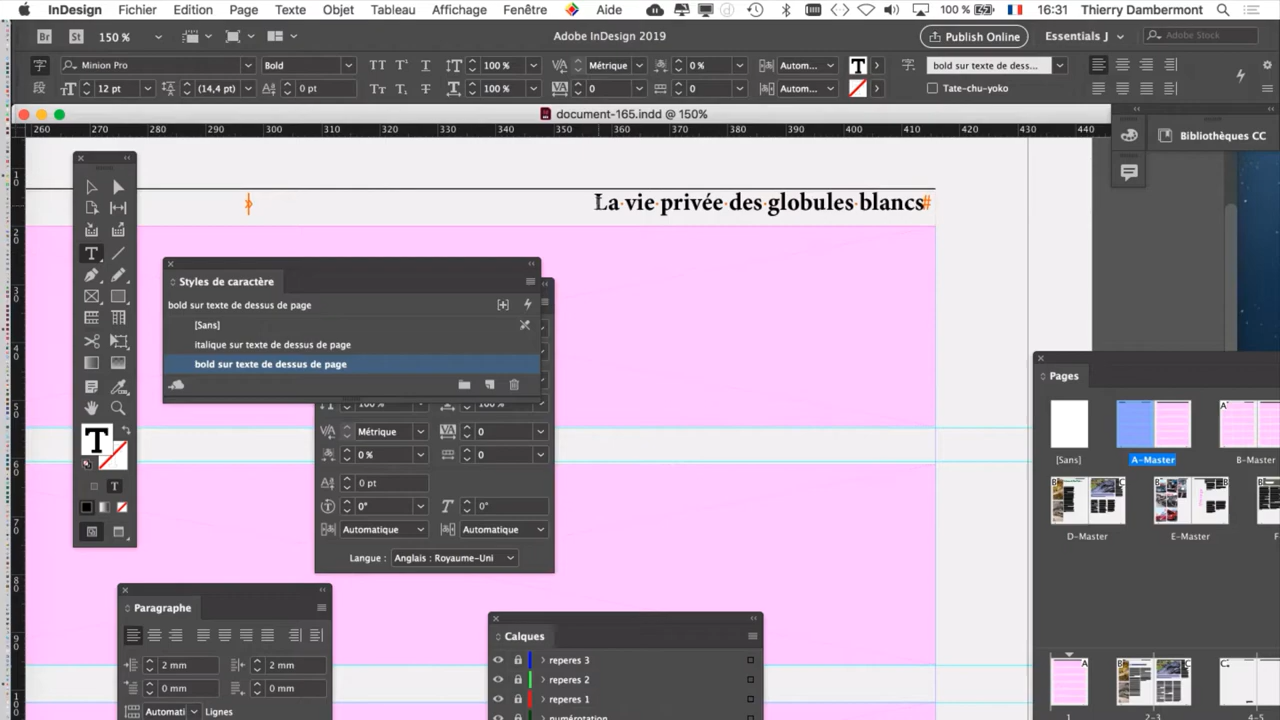 InDesign Fichier Edition Page Texte Objet Tableau Affichage Fenêtre Aide 100 % 16:31 Thierry Dambermont
Br St 150 % Adobe InDesign 2019 Publish Online Essentials J Adobe Stock
Minion Pro Bold 100 % Métrique 0 % Autom... bold sur texte de dess...
12 pt (14,4 pt) 0 pt 100 % 0 0 Autom... Tate-chu-yoko
document-165.indd @ 150%
260 270 280 290 300 310 320 330 340 350 360 370 380 390 400 410 420 430 440
Bibliothèques CC
La vie privée des globules blancs#
Styles de caractère
bold sur texte de dessus de page
[Sans]
italique sur texte de dessus de page
bold sur texte de dessus de page
100 % 100 %
Métrique 0
0 % 0
0 pt
0° 0°
Automatique Automatique
Langue : Anglais : Royaume-Uni
Pages
[Sans] A-Master B-Master
D-Master E-Master F
1 2-3 4-5
Paragraphe
2 mm 2 mm
0 mm 0 mm
Automati Lignes
Calques
reperes 3
reperes 2
reperes 1
numérotation